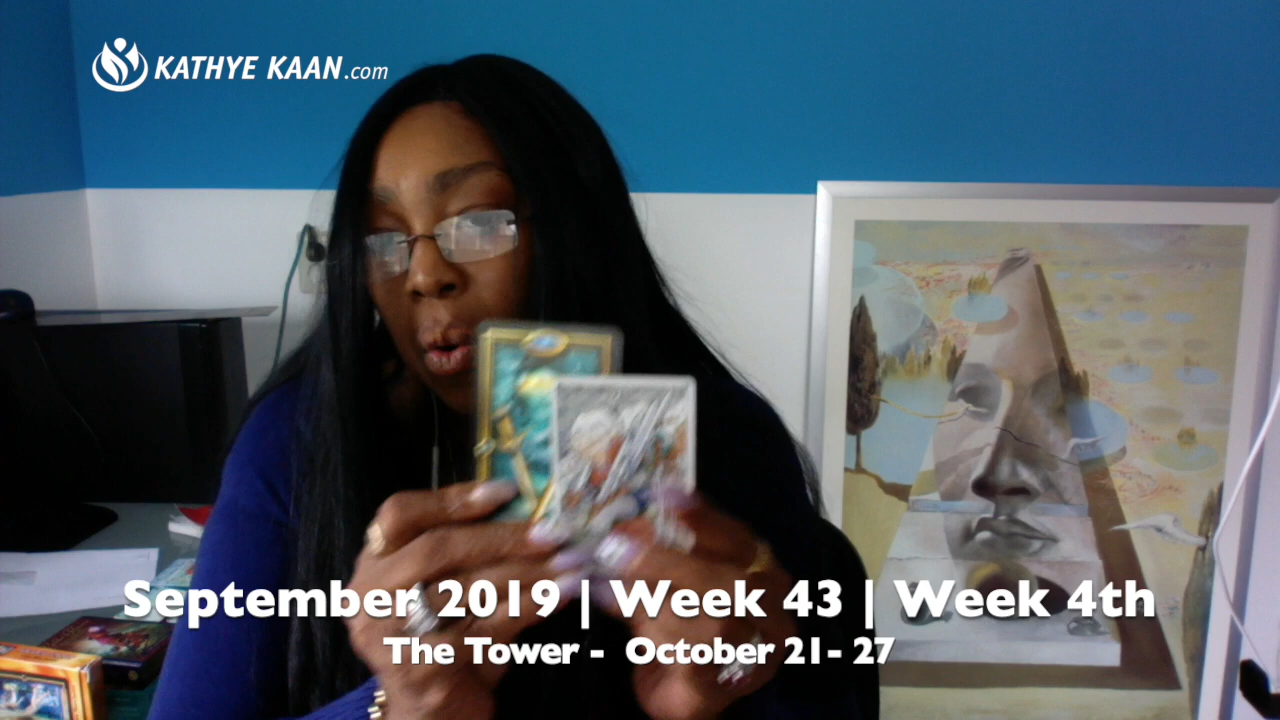 KATHYE KAAN.com
September 2019 | Week 43 | Week 4th
The Tower - October 21- 27